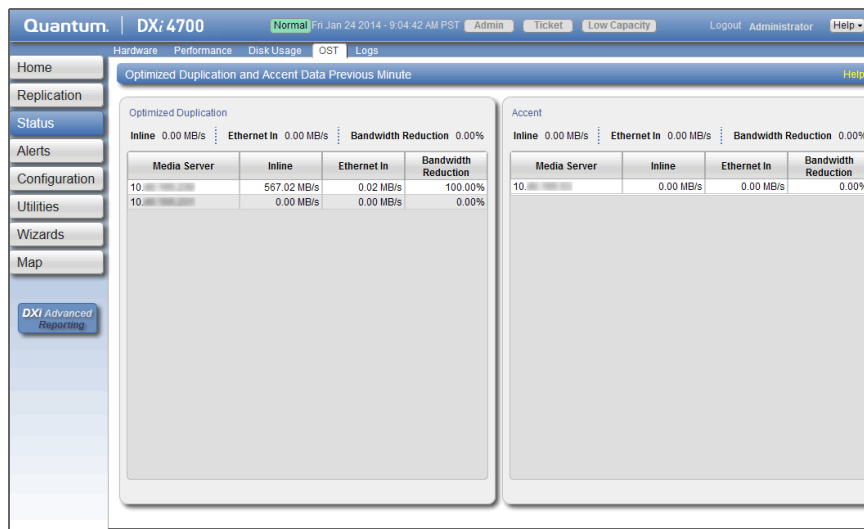 Quantum. DXi 4700 Normal Fri Jan 24 2014 - 9:04:42 AM PST Admin Ticket Low Capacity Logout Administrator Help
Hardware Performance Disk Usage OST Logs
Home
Replication
Status
Alerts
Configuration
Utilities
Wizards
Map
DXi Advanced
Reporting
Optimized Duplication and Accent Data Previous Minute Help
Optimized Duplication
Inline 0.00 MB/s Ethernet In 0.00 MB/s Bandwidth Reduction 0.00%
Media Server Inline Ethernet In Bandwidth Reduction
10. 567.02 MB/s 0.02 MB/s 100.00%
10. 0.00 MB/s 0.00 MB/s 0.00%
Accent
Inline 0.00 MB/s Ethernet In 0.00 MB/s Bandwidth Reduction 0.00%
Media Server Inline Ethernet In Bandwidth Reduction
10. 0.00 MB/s 0.00 MB/s 0.00%